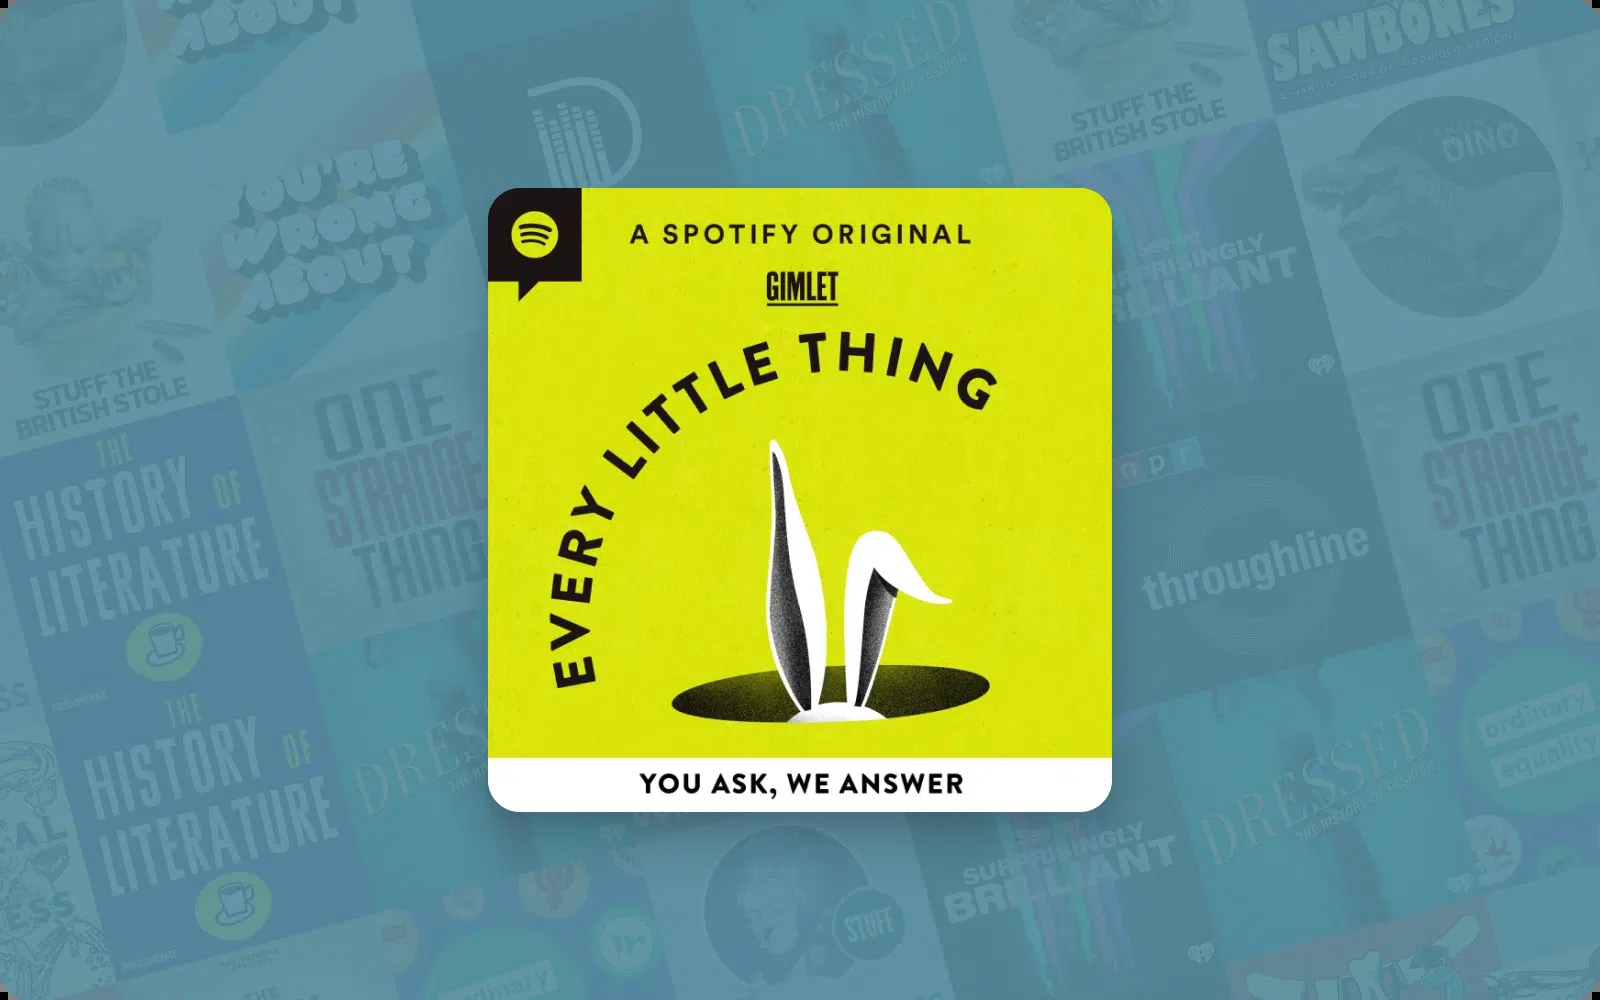 ABOUT
YOU'RE
WRONG
ABOUT
DRESSED
THE HISTORY OF FASHION
STUFF THE
BRITISH STOLE
SAWBONES
A MARITAL TOUR OF MISGUIDED MEDICINE
DINO
A SPOTIFY ORIGINAL
GIMLET
EVERY LITTLE THING
YOU ASK, WE ANSWER
STUFF THE
BRITISH STOLE
THE
HISTORY OF
LITERATURE
ONE
STRANGE
THING
SURPRISINGLY
BRILLIANT
npr
throughline
ONE
STRANGE
THING
THE
HISTORY OF
LITERATURE
DRESS
ordinary
equality
DRESSED
THE HISTORY OF FASHION
SURPRISINGLY
BRILLIANT
STUFF
ordinary
THE